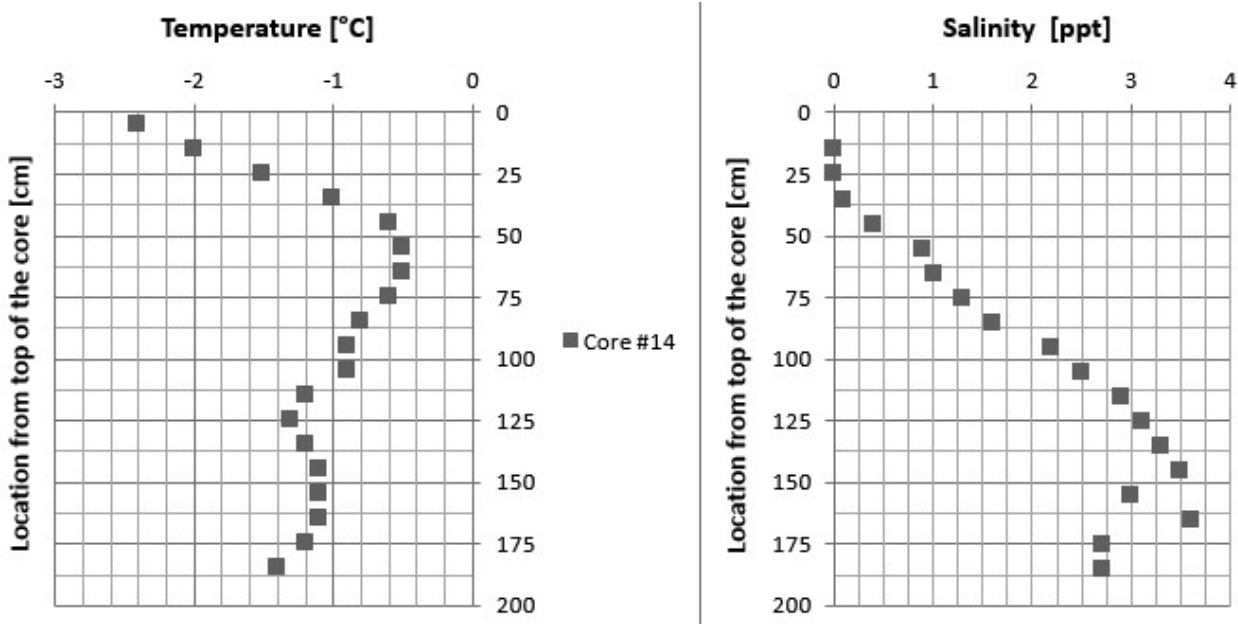 Temperature [°C]
-3 -2 -1 0
Location from top of the core [cm]
0
25
50
75
100
125
150
175
200
Core #14
Salinity [ppt]
0 1 2 3 4
Location from top of the core [cm]
0
25
50
75
100
125
150
175
200